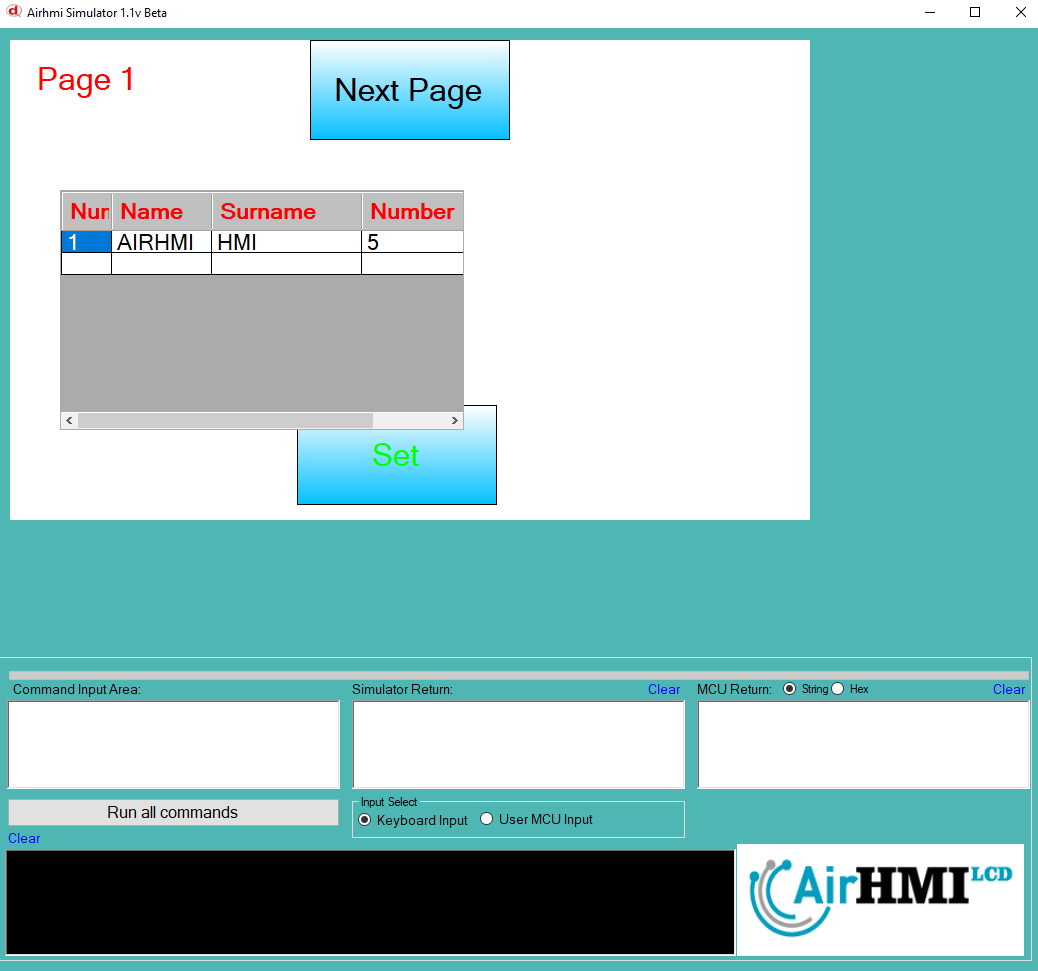 Airhmi Simulator 1.1v Beta
Page 1
Next Page
Name Surname Number
1 AIRHMI HMI 5
Set
Command Input Area:
Simulator Return: Clear
MCU Return: String Hex Clear
Run all commands
Input Select
Keyboard Input User MCU Input
Clear
AirHMI LCD